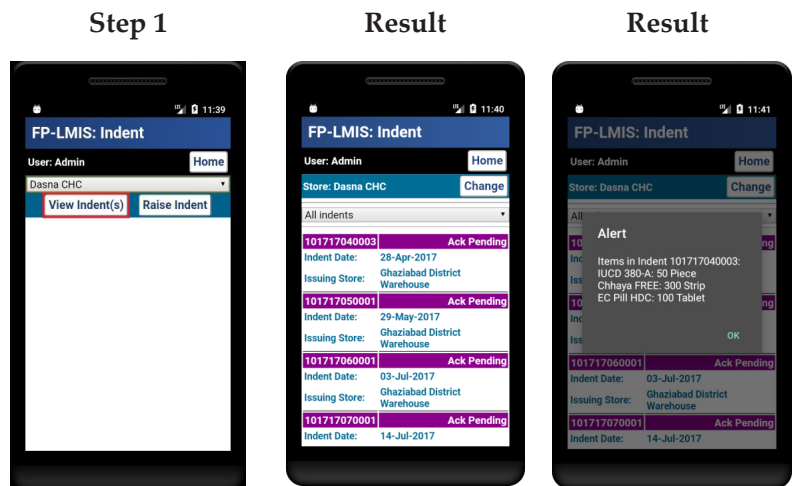 Step 1
Result
Result
11:39
FP-LMIS: Indent
User: Admin
Home
Dasna CHC
View Indent(s)
Raise Indent
11:40
FP-LMIS: Indent
User: Admin
Home
Store: Dasna CHC
Change
All indents
101717040003
Ack Pending
Indent Date:
28-Apr-2017
Issuing Store:
Ghaziabad District
Warehouse
101717050001
Ack Pending
Indent Date:
29-May-2017
Issuing Store:
Ghaziabad District
Warehouse
101717060001
Ack Pending
Indent Date:
03-Jul-2017
Issuing Store:
Ghaziabad District
Warehouse
101717070001
Ack Pending
Indent Date:
14-Jul-2017
11:41
FP-LMIS: Indent
User: Admin
Home
Store: Dasna CHC
Change
Alert
Items in Indent 101717040003:
IUCD 380-A: 50 Piece
Chhaya FREE: 300 Strip
EC Pill HDC: 100 Tablet
OK
101717060001
Ack Pending
Indent Date:
03-Jul-2017
Issuing Store:
Ghaziabad District
Warehouse
101717070001
Ack Pending
Indent Date:
14-Jul-2017